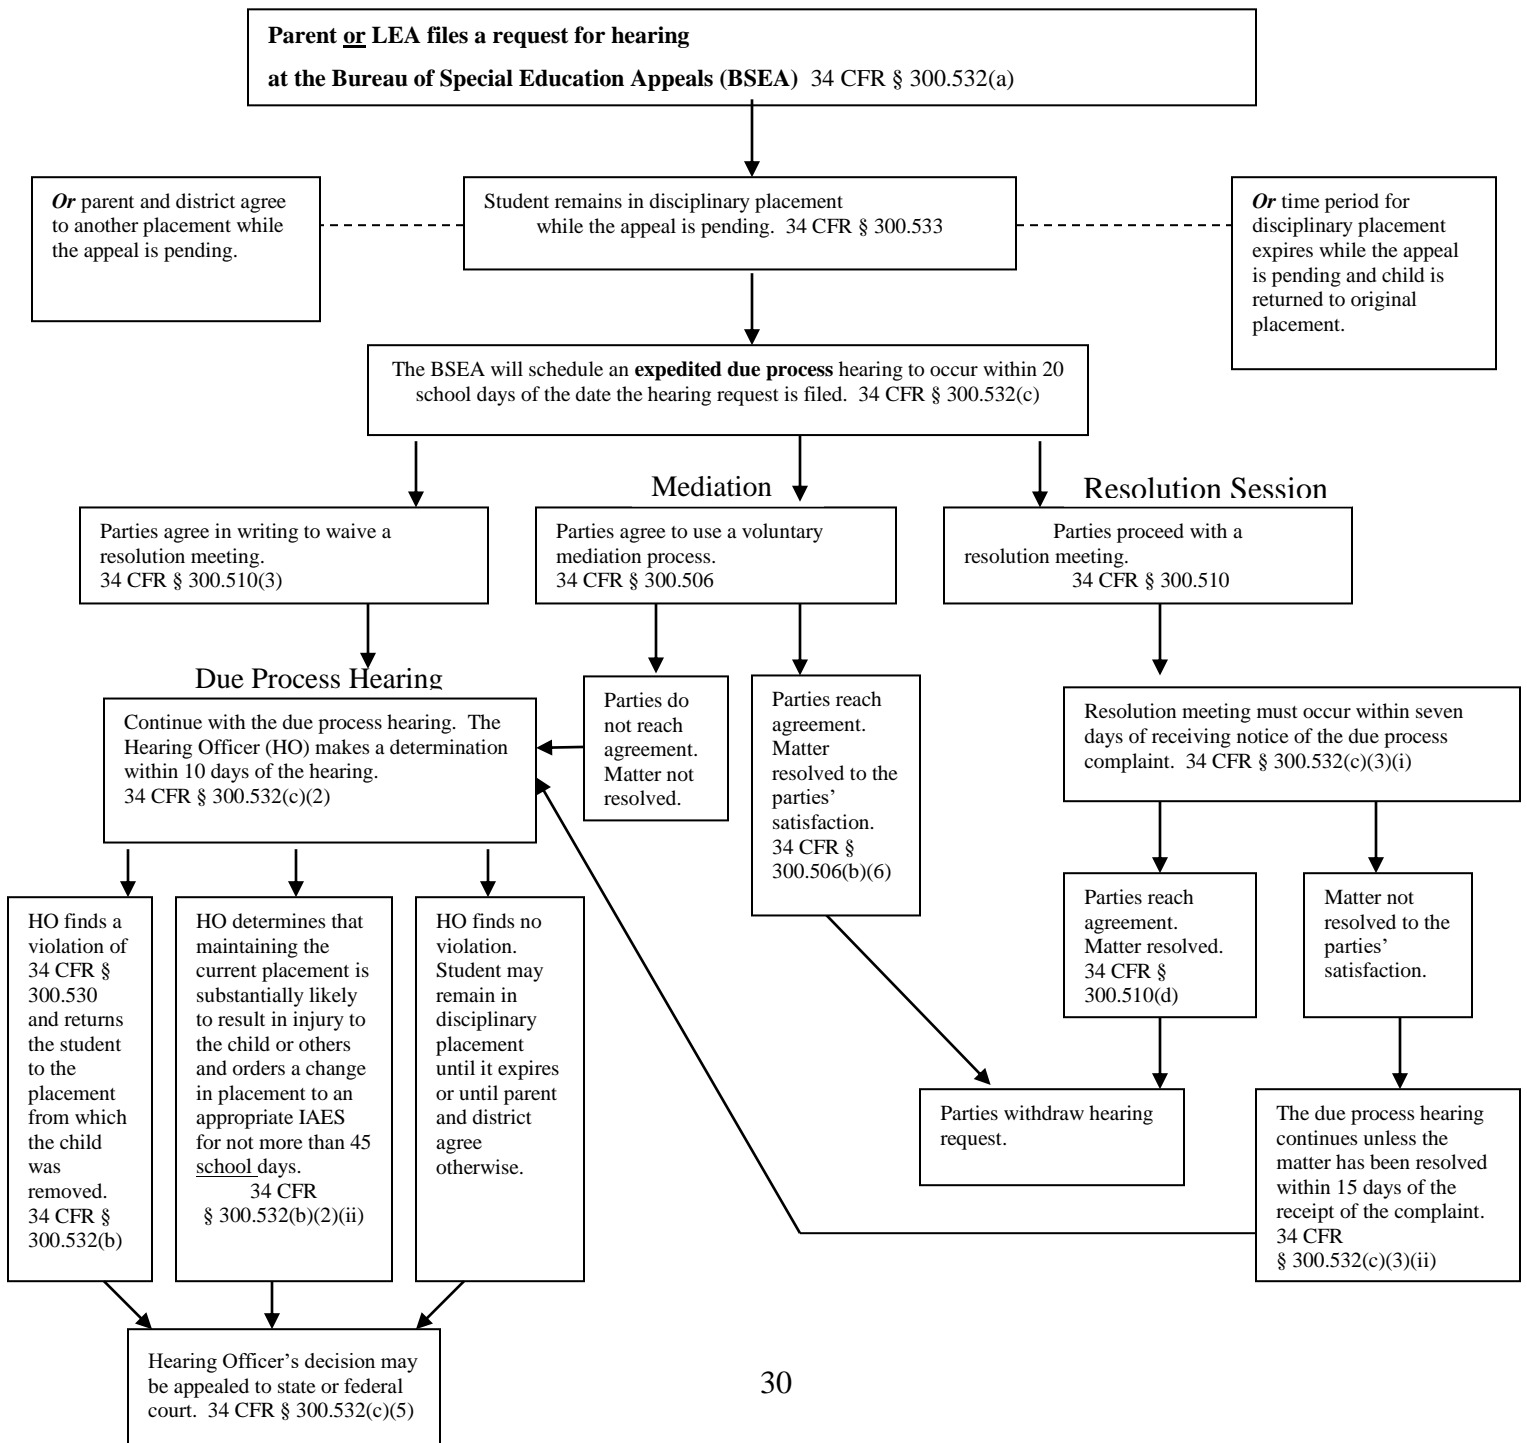 Parent or LEA files a request for hearing
at the Bureau of Special Education Appeals (BSEA) 34 CFR § 300.532(a)
Or parent and district agree
to another placement while
the appeal is pending.
Student remains in disciplinary placement
while the appeal is pending. 34 CFR § 300.533
Or time period for
disciplinary placement
expires while the appeal
is pending and child is
returned to original
placement.
The BSEA will schedule an expedited due process hearing to occur within 20
school days of the date the hearing request is filed. 34 CFR § 300.532(c)
Mediation
Resolution Session
Parties agree in writing to waive a
resolution meeting.
34 CFR § 300.510(3)
Parties agree to use a voluntary
mediation process.
34 CFR § 300.506
Parties proceed with a
resolution meeting.
34 CFR § 300.510
Due Process Hearing
Continue with the due process hearing. The
Hearing Officer (HO) makes a determination
within 10 days of the hearing.
34 CFR § 300.532(c)(2)
Parties do
not reach
agreement.
Matter not
resolved.
Parties reach
agreement.
Matter
resolved to the
parties’
satisfaction.
34 CFR §
300.506(b)(6)
Resolution meeting must occur within seven
days of receiving notice of the due process
complaint. 34 CFR § 300.532(c)(3)(i)
Parties reach
agreement.
Matter resolved.
34 CFR §
300.510(d)
Matter not
resolved to the
parties’
satisfaction.
HO finds a
violation of
34 CFR §
300.530
and returns
the student
to the
placement
from which
the child
was
removed.
34 CFR §
300.532(b)
HO determines that
maintaining the
current placement is
substantially likely
to result in injury to
the child or others
and orders a change
in placement to an
appropriate IAES
for not more than 45
school days.
34 CFR
§ 300.532(b)(2)(ii)
HO finds no
violation.
Student may
remain in
disciplinary
placement
until it expires
or until parent
and district
agree
otherwise.
Parties withdraw hearing
request.
The due process hearing
continues unless the
matter has been resolved
within 15 days of the
receipt of the complaint.
34 CFR
§ 300.532(c)(3)(ii)
Hearing Officer’s decision may
be appealed to state or federal
court. 34 CFR § 300.532(c)(5)
30